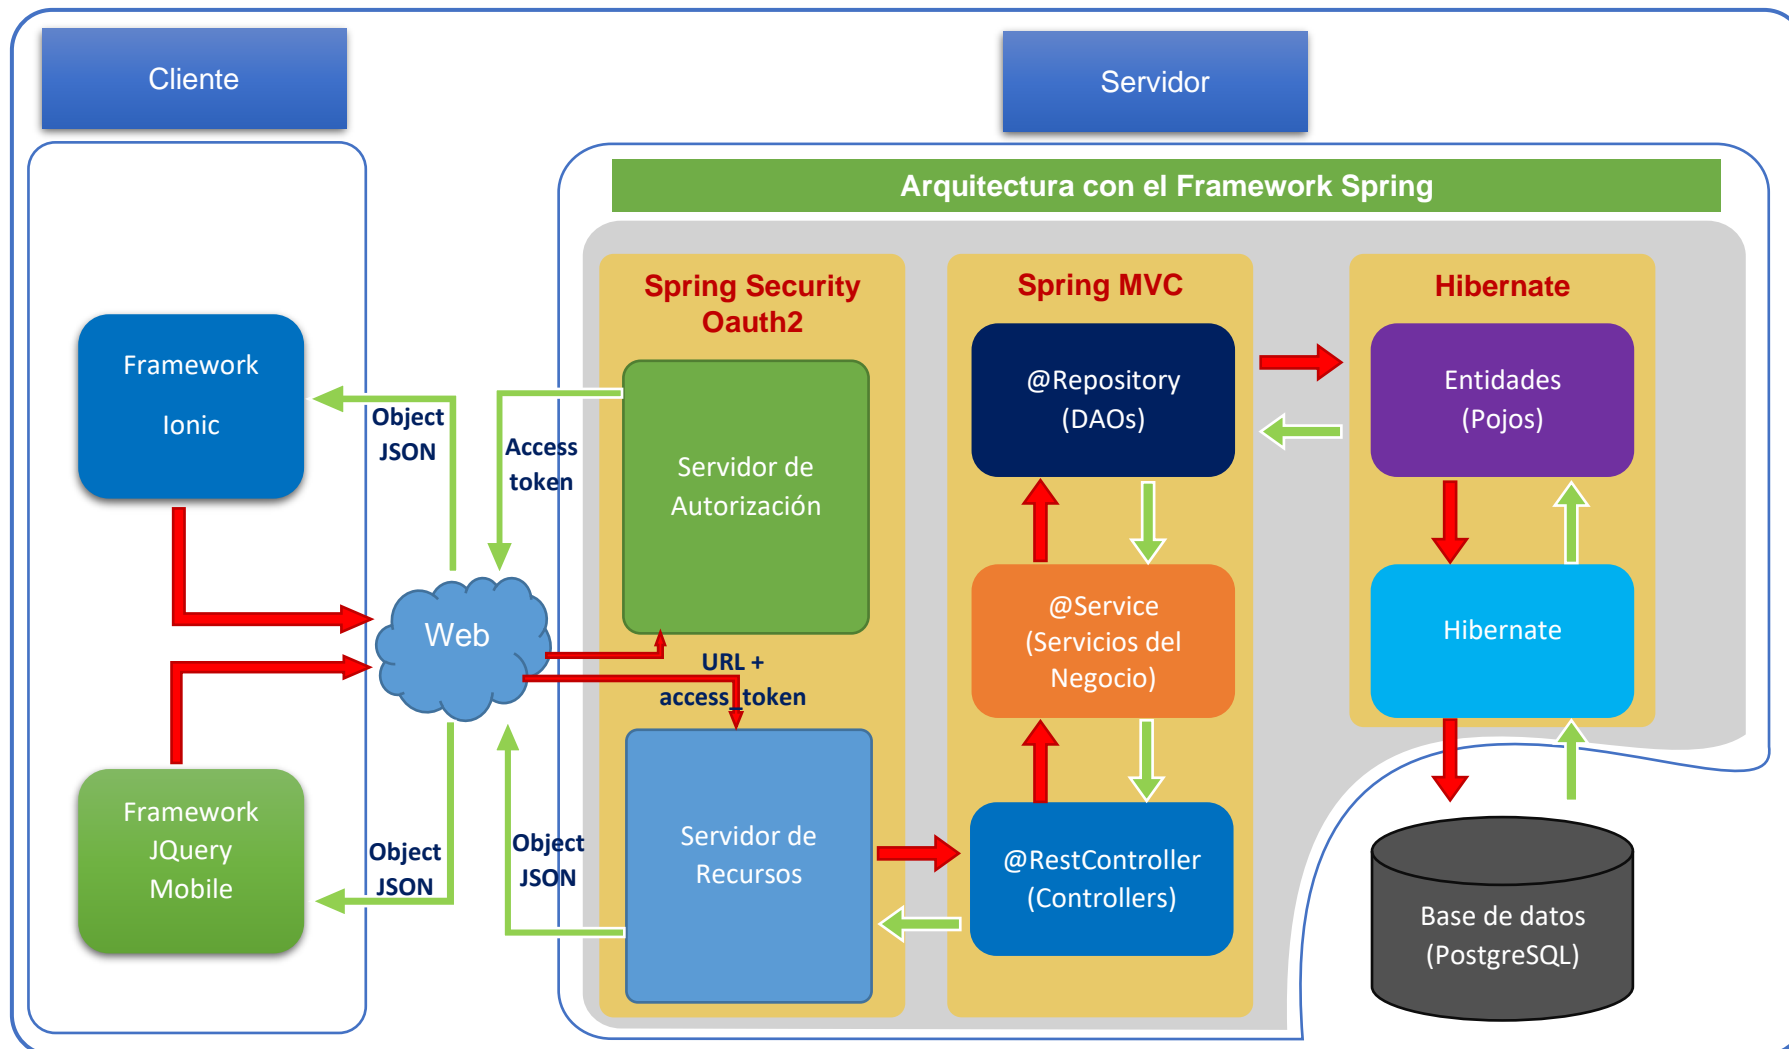 Cliente
Servidor
Arquitectura con el Framework Spring
Spring Security
Oauth2
Spring MVC
Hibernate
Framework
Ionic
Object
JSON
Access
token
Servidor de
Autorización
@Repository
(DAOs)
Entidades
(Pojos)
Web
URL +
access_token
@Service
(Servicios del
Negocio)
Hibernate
Framework
JQuery
Mobile
Object
JSON
Object
JSON
Servidor de
Recursos
@RestController
(Controllers)
Base de datos
(PostgreSQL)